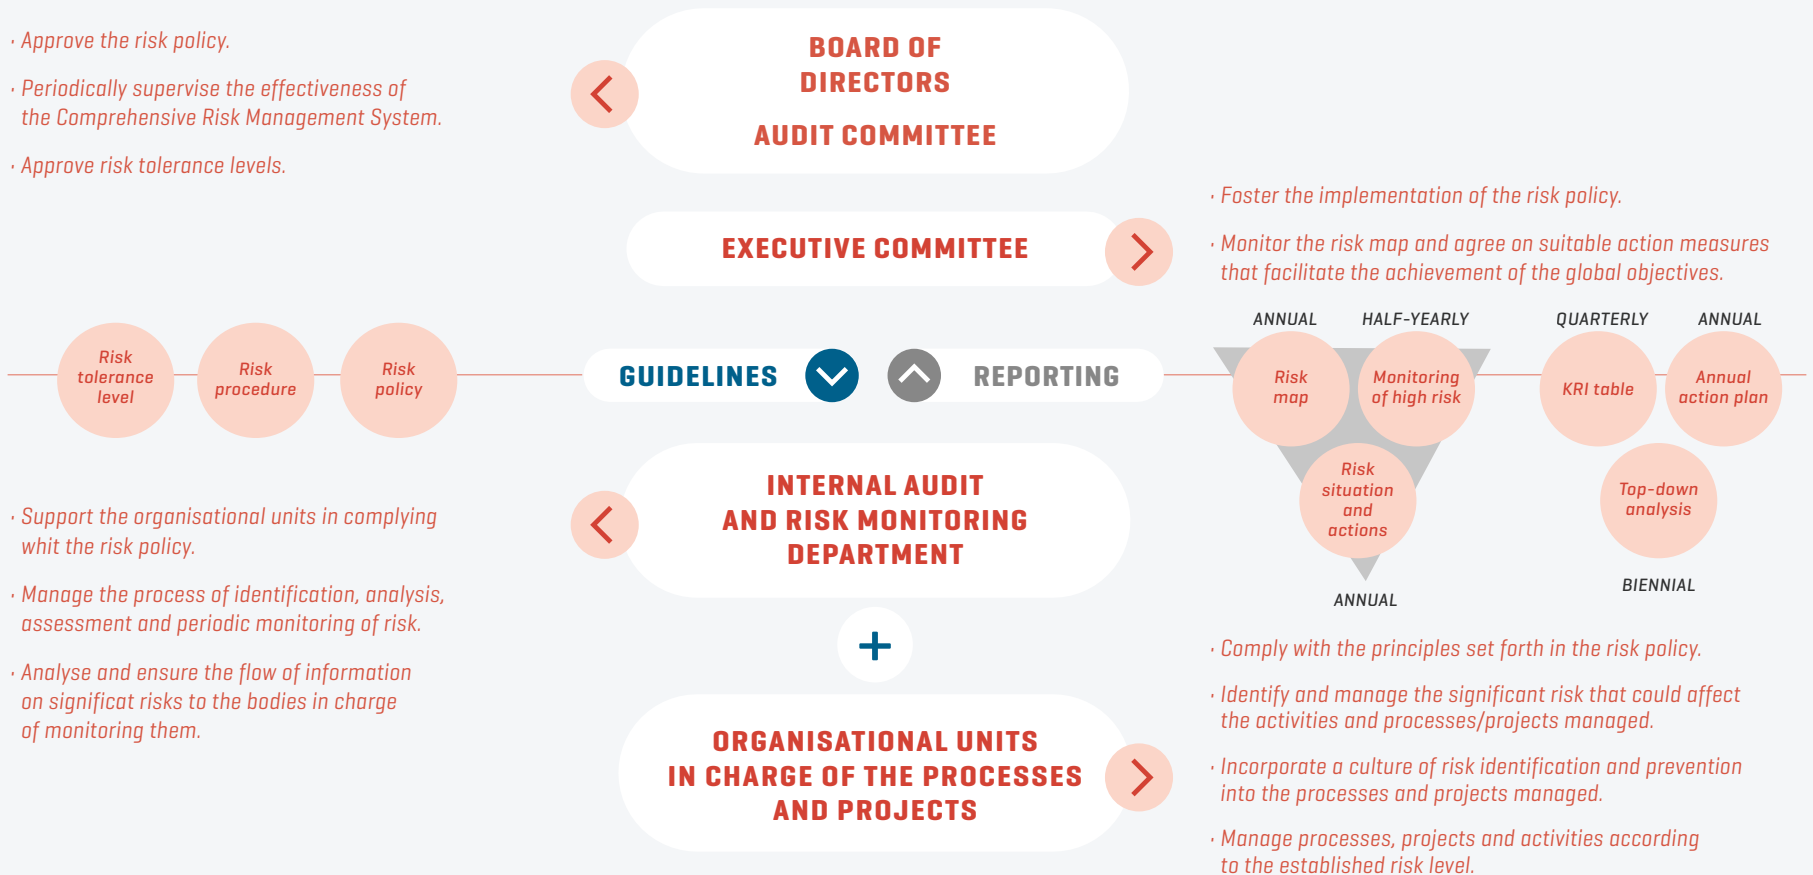 · Approve the risk policy.
· Periodically supervise the effectiveness of
the Comprehensive Risk Management System.
· Approve risk tolerance levels.
BOARD OF
DIRECTORS
AUDIT COMMITTEE
EXECUTIVE COMMITTEE
· Foster the implementation of the risk policy.
· Monitor the risk map and agree on suitable action measures
that facilitate the achievement of the global objectives.
Risk
tolerance
level
Risk
procedure
Risk
policy
GUIDELINES
REPORTING
ANNUAL
HALF-YEARLY
QUARTERLY
ANNUAL
Risk
map
Monitoring
of high risk
KRI table
Annual
action plan
Risk
situation
and
actions
Top-down
analysis
ANNUAL
BIENNIAL
INTERNAL AUDIT
AND RISK MONITORING
DEPARTMENT
· Support the organisational units in complying
whit the risk policy.
· Manage the process of identification, analysis,
assessment and periodic monitoring of risk.
· Analyse and ensure the flow of information
on significat risks to the bodies in charge
of monitoring them.
+
ORGANISATIONAL UNITS
IN CHARGE OF THE PROCESSES
AND PROJECTS
· Comply with the principles set forth in the risk policy.
· Identify and manage the significant risk that could affect
the activities and processes/projects managed.
· Incorporate a culture of risk identification and prevention
into the processes and projects managed.
· Manage processes, projects and activities according
to the established risk level.